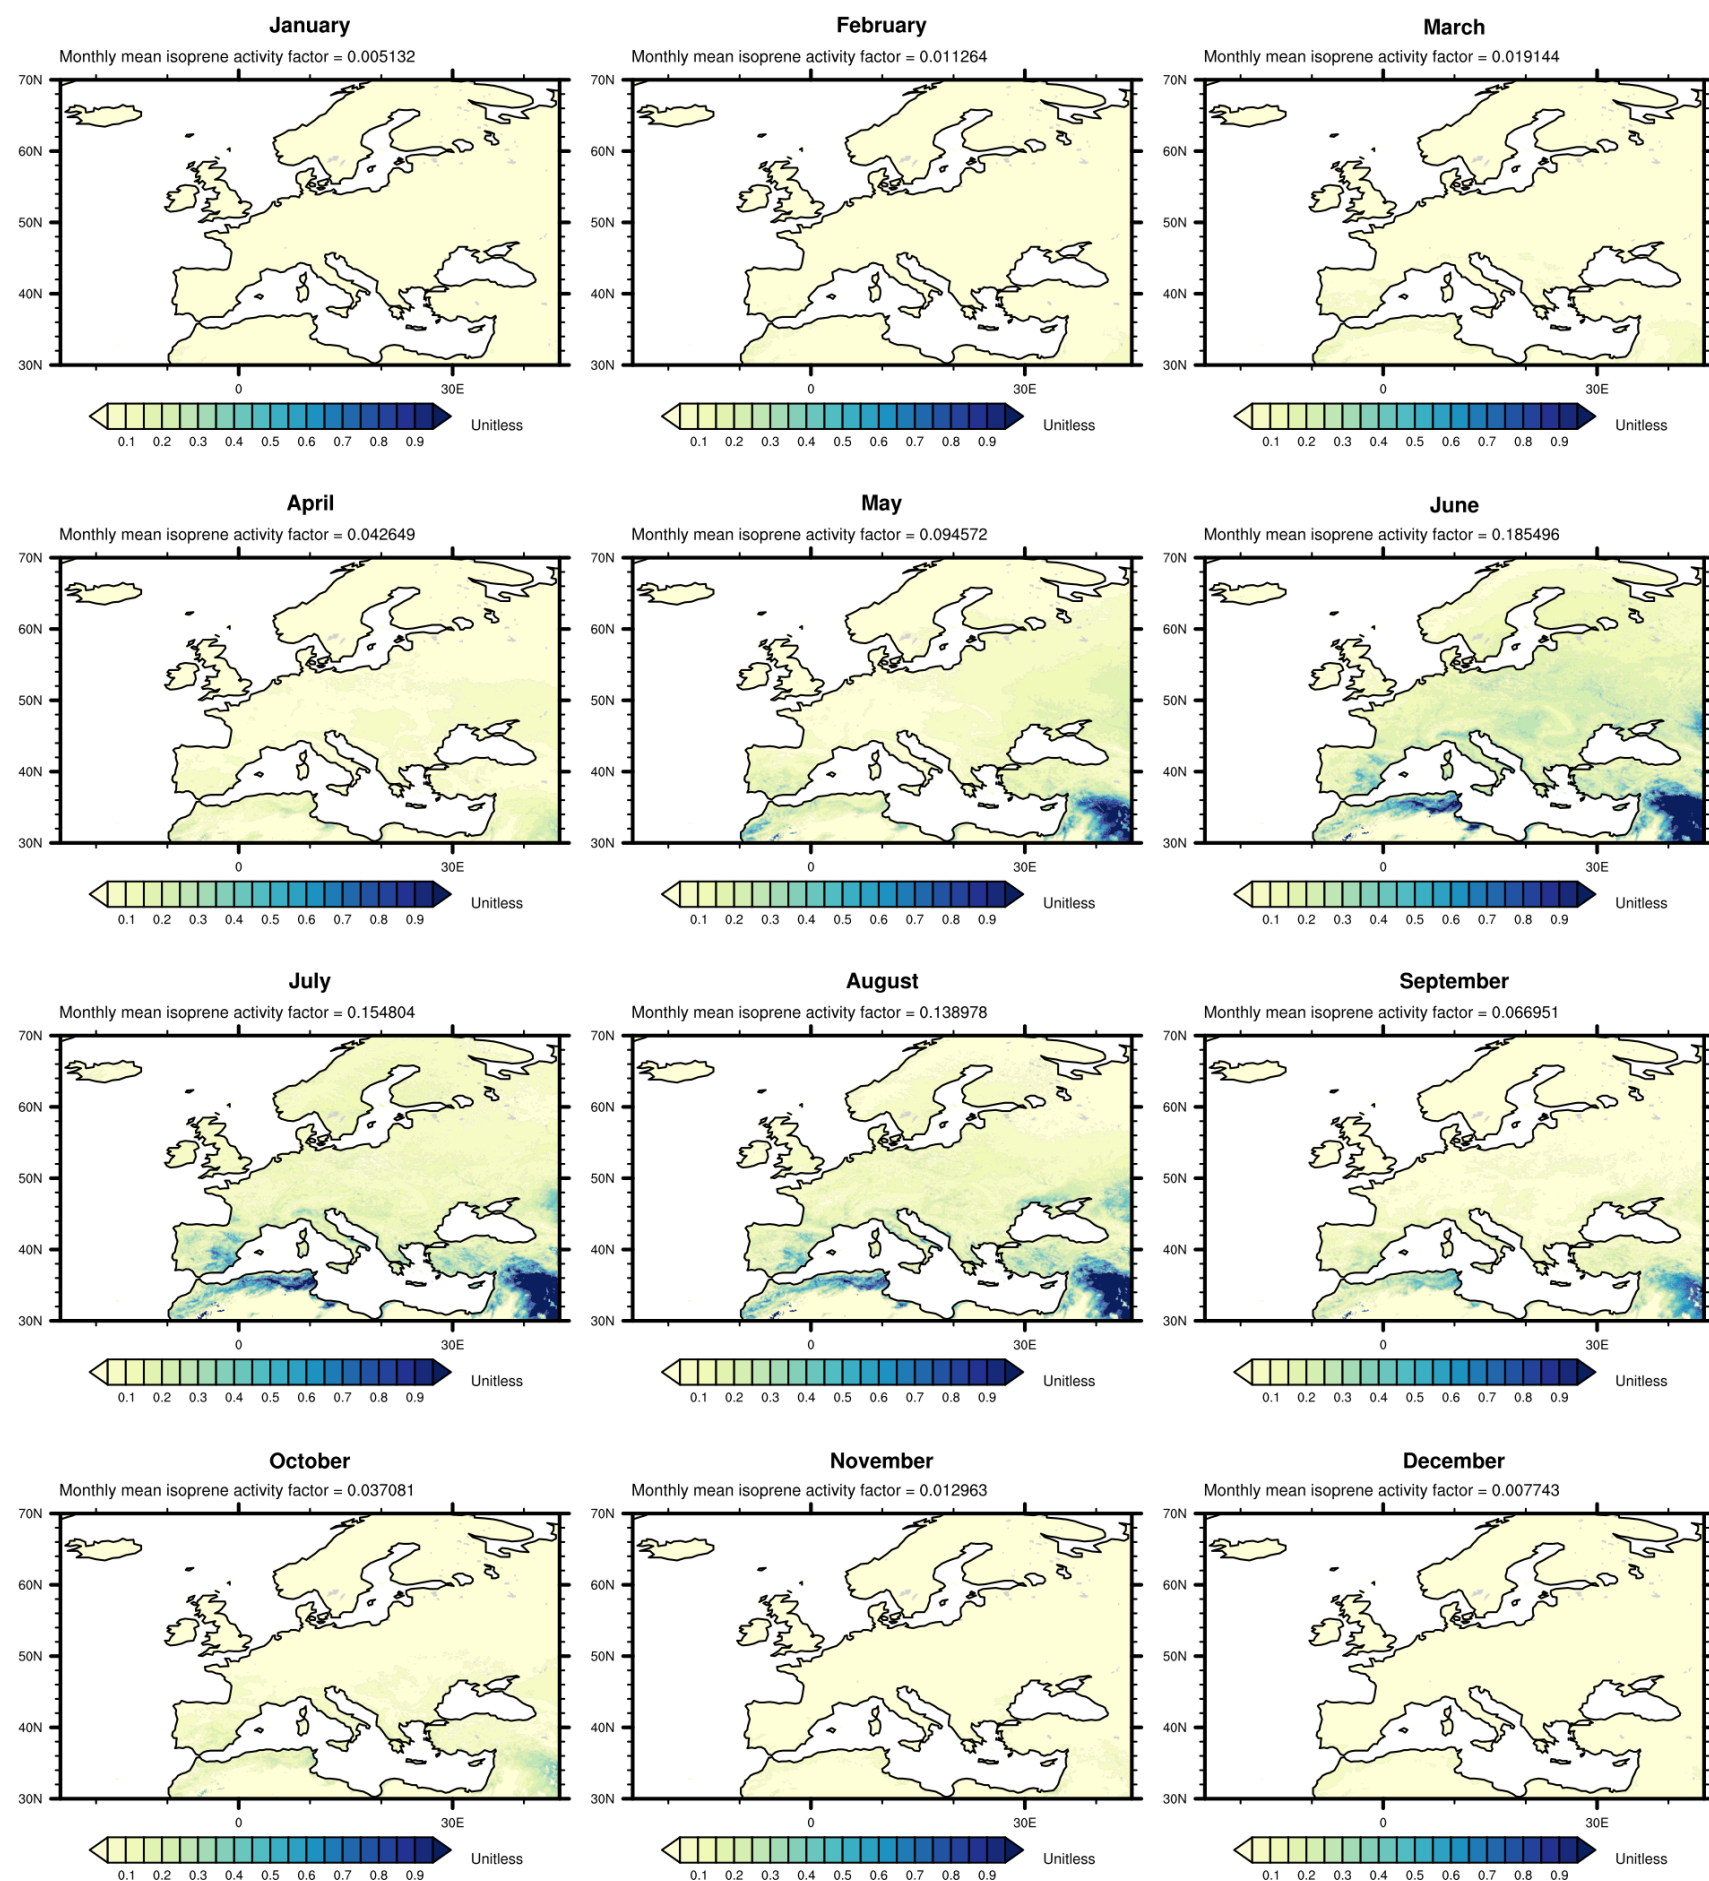 January February March
Monthly mean isoprene activity factor = 0.005132 Monthly mean isoprene activity factor = 0.011264 Monthly mean isoprene activity factor = 0.019144
70N 70N 70N
60N 60N 60N
50N 50N 50N
40N 40N 40N
30N 30N 30N
0 30E 0 30E 0 30E
Unitless Unitless Unitless
0.1 0.2 0.3 0.4 0.5 0.6 0.7 0.8 0.9 0.1 0.2 0.3 0.4 0.5 0.6 0.7 0.8 0.9 0.1 0.2 0.3 0.4 0.5 0.6 0.7 0.8 0.9
April May June
Monthly mean isoprene activity factor = 0.042649 Monthly mean isoprene activity factor = 0.094572 Monthly mean isoprene activity factor = 0.185496
70N 70N 70N
60N 60N 60N
50N 50N 50N
40N 40N 40N
30N 30N 30N
0 30E 0 30E 0 30E
Unitless Unitless Unitless
0.1 0.2 0.3 0.4 0.5 0.6 0.7 0.8 0.9 0.1 0.2 0.3 0.4 0.5 0.6 0.7 0.8 0.9 0.1 0.2 0.3 0.4 0.5 0.6 0.7 0.8 0.9
July August September
Monthly mean isoprene activity factor = 0.154804 Monthly mean isoprene activity factor = 0.138978 Monthly mean isoprene activity factor = 0.066951
70N 70N 70N
60N 60N 60N
50N 50N 50N
40N 40N 40N
30N 30N 30N
0 30E 0 30E 0 30E
Unitless Unitless Unitless
0.1 0.2 0.3 0.4 0.5 0.6 0.7 0.8 0.9 0.1 0.2 0.3 0.4 0.5 0.6 0.7 0.8 0.9 0.1 0.2 0.3 0.4 0.5 0.6 0.7 0.8 0.9
October November December
Monthly mean isoprene activity factor = 0.037081 Monthly mean isoprene activity factor = 0.012963 Monthly mean isoprene activity factor = 0.007743
70N 70N 70N
60N 60N 60N
50N 50N 50N
40N 40N 40N
30N 30N 30N
0 30E 0 30E 0 30E
Unitless Unitless Unitless
0.1 0.2 0.3 0.4 0.5 0.6 0.7 0.8 0.9 0.1 0.2 0.3 0.4 0.5 0.6 0.7 0.8 0.9 0.1 0.2 0.3 0.4 0.5 0.6 0.7 0.8 0.9